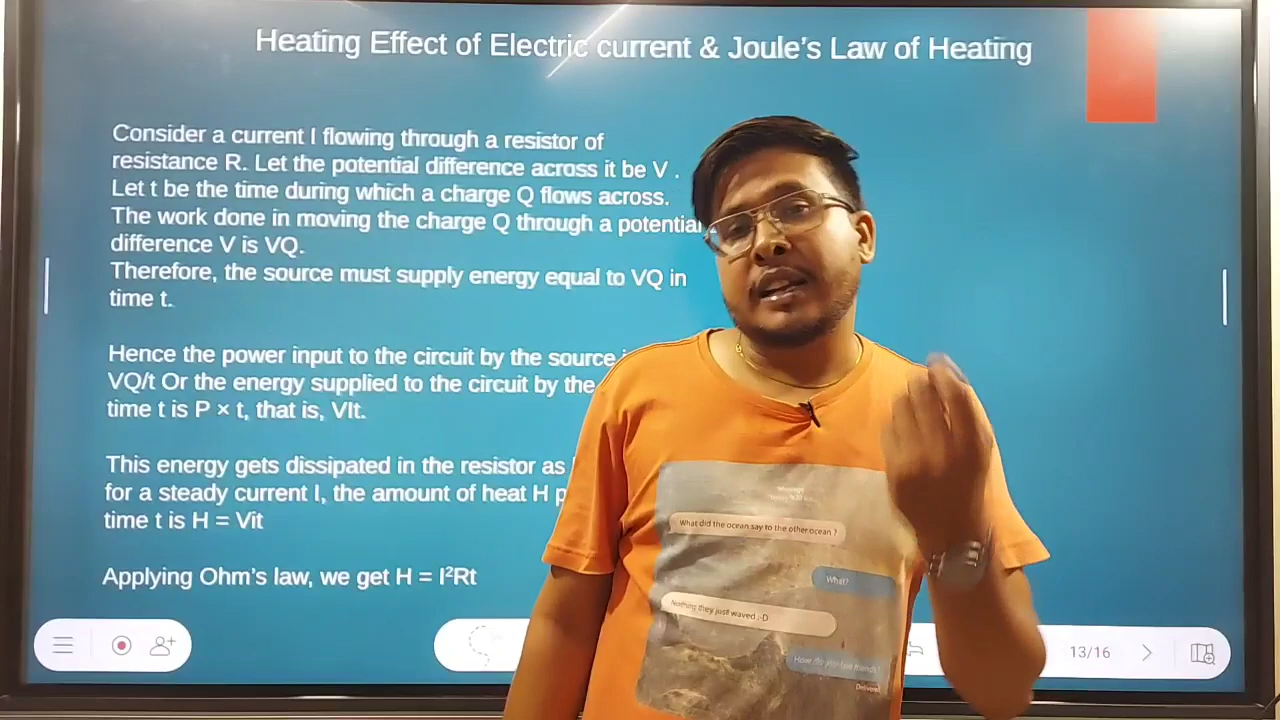 Heating Effect of Electric current & Joule's Law of Heating
Consider a current I flowing through a resistor of
resistance R. Let the potential difference across it be V .
Let t be the time during which a charge Q flows across.
The work done in moving the charge Q through a potential
difference V is VQ.
Therefore, the source must supply energy equal to VQ in
time t.
Hence the power input to the circuit by the source
VQ/t Or the energy supplied to the circuit by the
time t is P × t, that is, VIt.
This energy gets dissipated in the resistor as
for a steady current I, the amount of heat H
time t is H = Vit
Applying Ohm's law, we get H = I²Rt
What did the ocean say to the other ocean ?
What?
Nothing they just waved :-D
Delivered
13/16